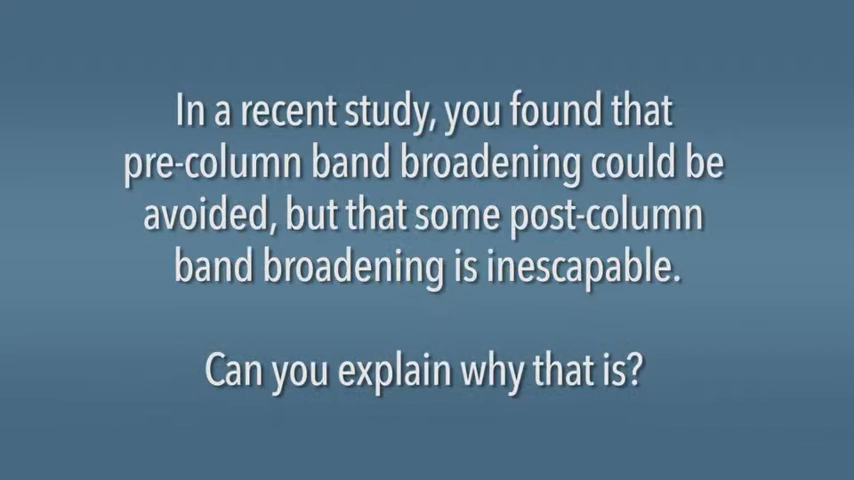 In a recent study, you found that
pre-column band broadening could be
avoided, but that some post-column
band broadening is inescapable.
Can you explain why that is?